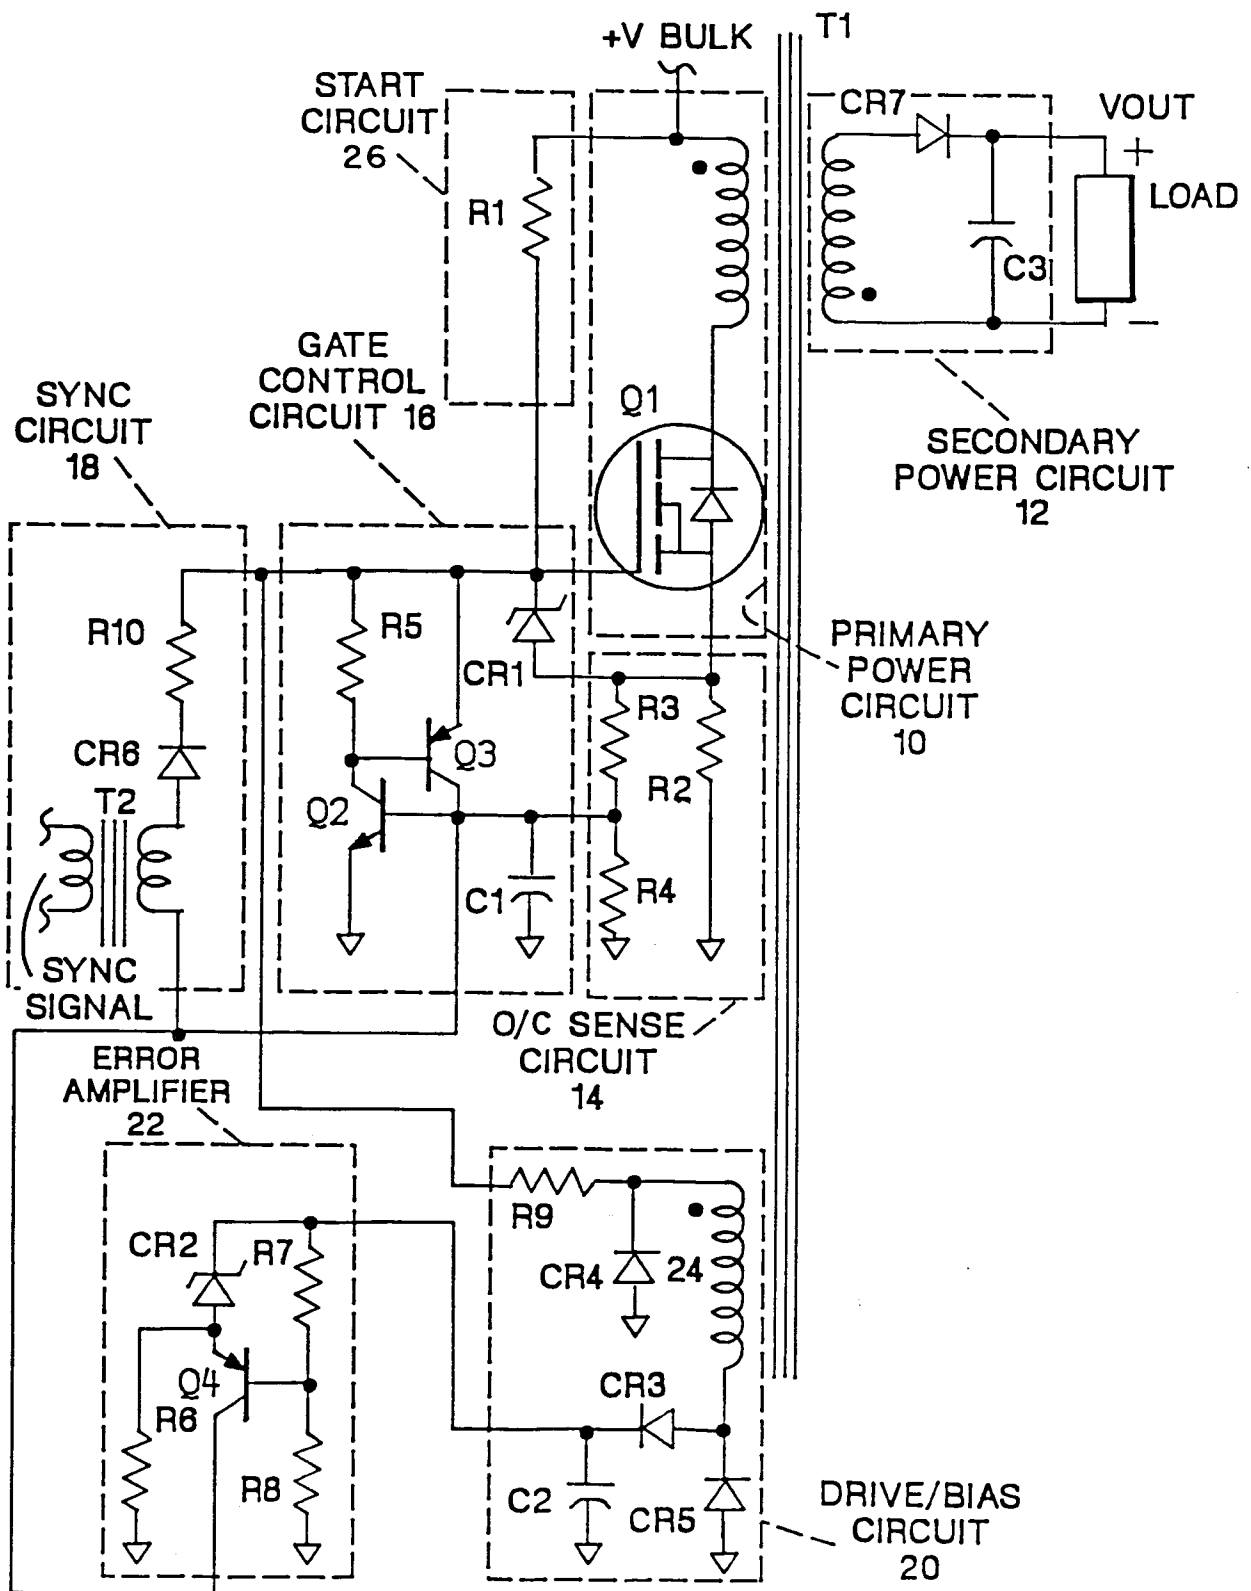 +V BULK
T1
START
CIRCUIT
26
R1
CR7
VOUT
+
LOAD
C3
−
GATE
CONTROL
CIRCUIT 16
Q1
SYNC
CIRCUIT
18
SECONDARY
POWER CIRCUIT
12
R10
R5
CR1
R3
PRIMARY
POWER
CIRCUIT
10
CR6
Q3
R2
T2
Q2
C1
R4
SYNC
SIGNAL
O/C SENSE
CIRCUIT
14
ERROR
AMPLIFIER
22
R9
CR2
R7
CR4
24
Q4
CR3
R6
R8
C2
CR5
DRIVE/BIAS
CIRCUIT
20